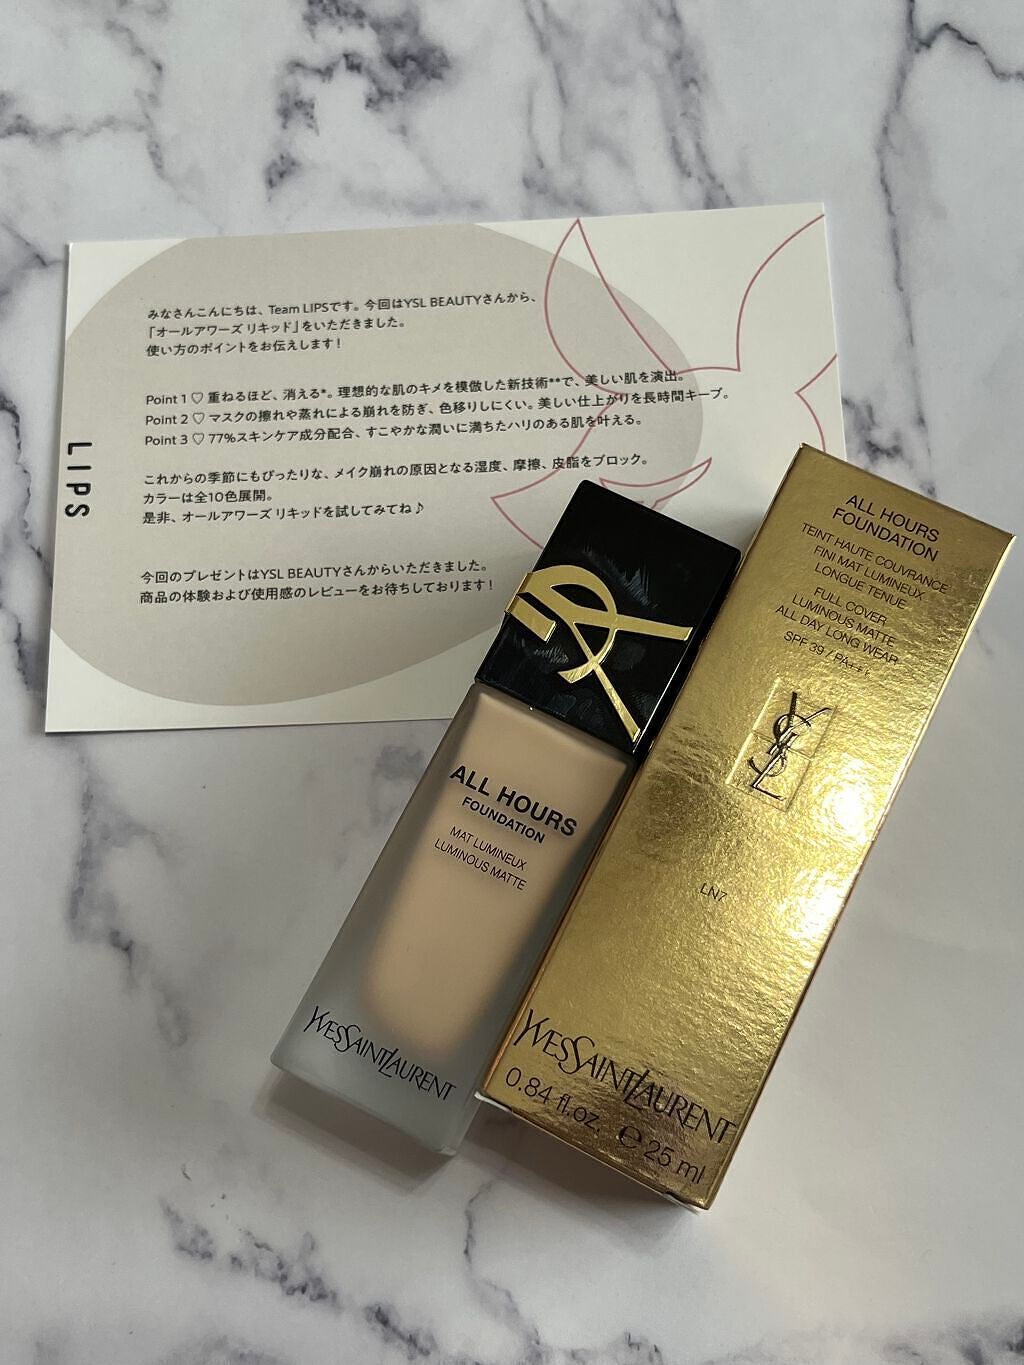 みなさんこんにちは、Team LIPSです。今回はYSL BEAUTYさんから、
「オールアワーズ リキッド」をいただきました。
使い方のポイントをお伝えします！
Point 1 ♡ 重ねるほど、消える*。理想的な肌のキメを模倣した新技術**で、美しい肌を演出。
Point 2 ♡ マスクの擦れや蒸れによる崩れを防ぎ、色移りしにくい。美しい仕上がりを長時間キープ。
Point 3 ♡ 77%スキンケア成分配合、すこやかな潤いに満ちたハリのある肌を叶える。
これからの季節にもぴったりな、メイク崩れの原因となる湿度、摩擦、皮脂をブロック。
カラーは全10色展開。
是非、オールアワーズ リキッドを試してみてね♪
今回のプレゼントはYSL BEAUTYさんからいただきました。
商品の体験および使用感のレビューをお待ちしております！
LIPS
ALL HOURS
FOUNDATION
MAT LUMINEUX
LUMINOUS MATTE
YVESSAINTLAURENT
ALL HOURS
FOUNDATION
TEINT HAUTE COUVRANCE
FINI MAT LUMINEUX
LONGUE TENUE
FULL COVER
LUMINOUS MATTE
ALL DAY LONG WEAR
SPF 39 / PA+++
YSL
LN7
YVESSAINTLAURENT
0.84 fl.oz. ℮ 25 ml